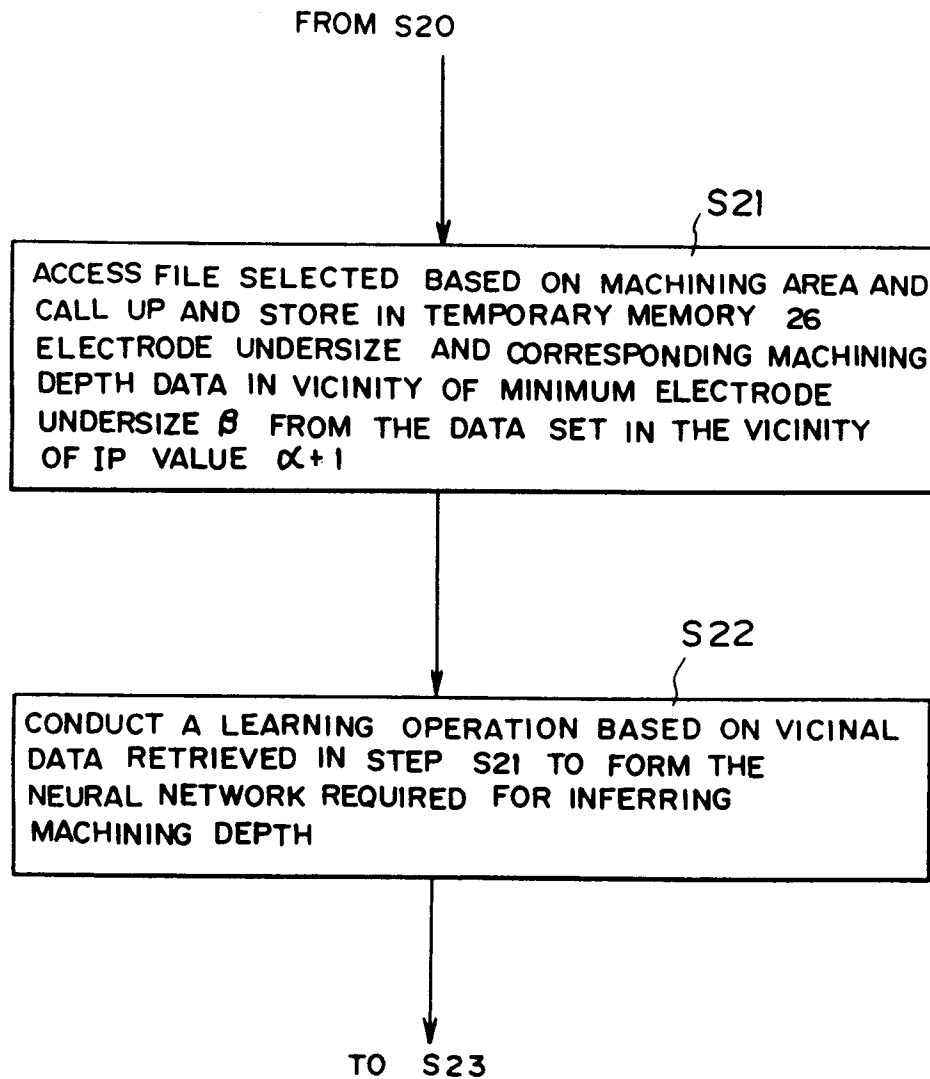 FROM S20
S21
ACCESS FILE SELECTED BASED ON MACHINING AREA AND
CALL UP AND STORE IN TEMPORARY MEMORY 26
ELECTRODE UNDERSIZE AND CORRESPONDING MACHINING
DEPTH DATA IN VICINITY OF MINIMUM ELECTRODE
UNDERSIZE β FROM THE DATA SET IN THE VICINITY
OF IP VALUE α+1
S22
CONDUCT A LEARNING OPERATION BASED ON VICINAL
DATA RETRIEVED IN STEP S21 TO FORM THE
NEURAL NETWORK REQUIRED FOR INFERRING
MACHINING DEPTH
TO S23